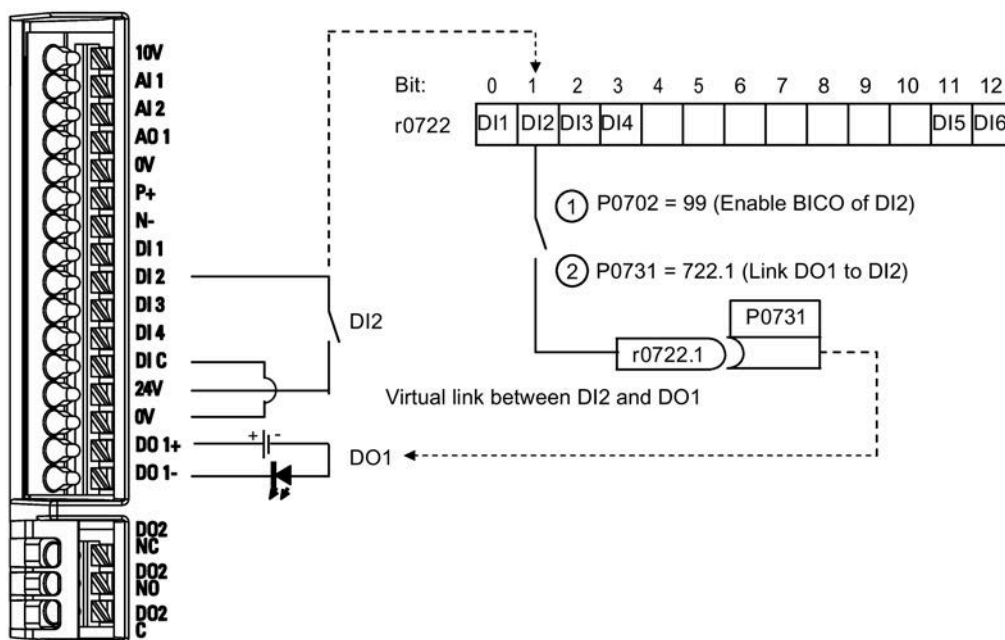 10V
AI 1
AI 2
AO 1
0V
P+
N-
DI 1
DI 2
DI 3
DI 4
DI C
24V
0V
DO 1+
DO 1-
DO2
NC
DO2
NO
DO2
C
DI2
+ -
DO1
Bit: 0 1 2 3 4 5 6 7 8 9 10 11 12
r0722 DI1 DI2 DI3 DI4 DI5 DI6
1 P0702 = 99 (Enable BICO of DI2)
2 P0731 = 722.1 (Link DO1 to DI2)
P0731
r0722.1
Virtual link between DI2 and DO1